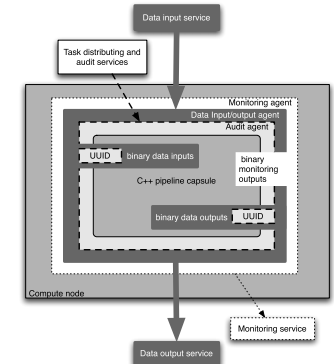 Data input service
Task distributing and
audit services
Monitoring agent
Data Input/output agent
Audit agent
UUID
binary data inputs
binary
monitoring
outputs
C++ pipeline capsule
binary data outputs
UUID
Compute node
Monitoring service
Data output service